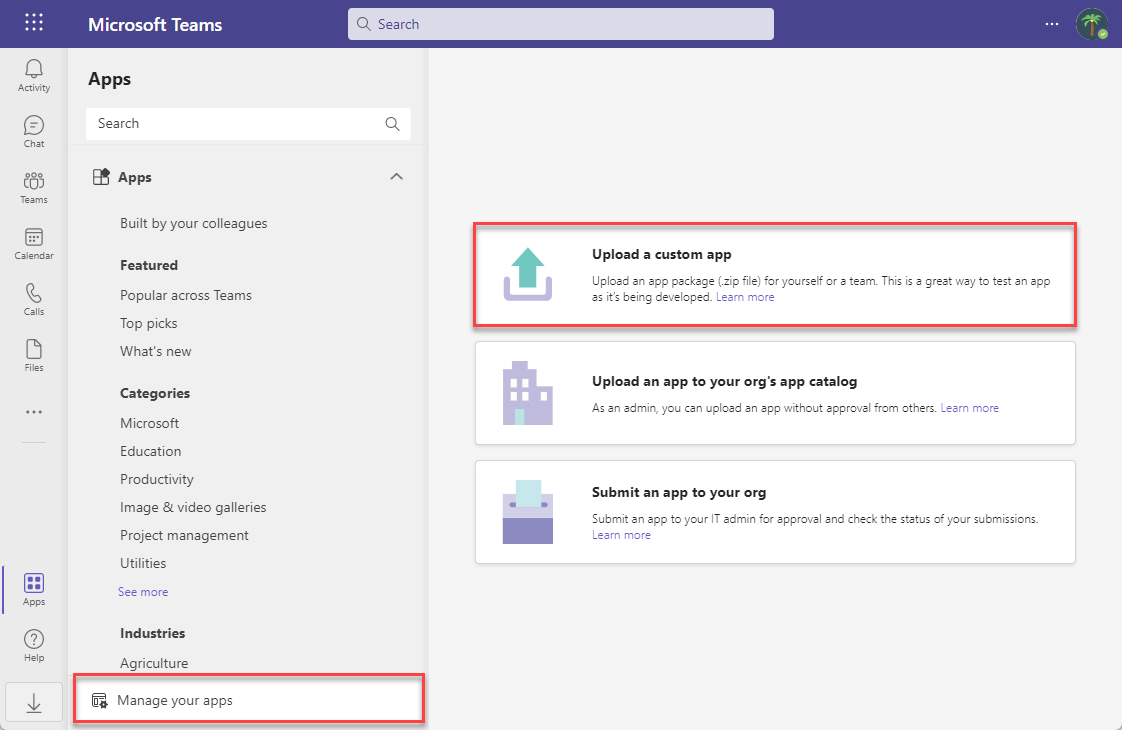 Microsoft Teams
Search
Activity
Chat
Teams
Calendar
Calls
Files
Apps
Help
Apps
Search
Apps
Built by your colleagues
Featured
Popular across Teams
Top picks
What's new
Categories
Microsoft
Education
Productivity
Image & video galleries
Project management
Utilities
See more
Industries
Agriculture
Manage your apps
Upload a custom app
Upload an app package (.zip file) for yourself or a team. This is a great way to test an app
as it's being developed. Learn more
Upload an app to your org's app catalog
As an admin, you can upload an app without approval from others. Learn more
Submit an app to your org
Submit an app to your IT admin for approval and check the status of your submissions.
Learn more